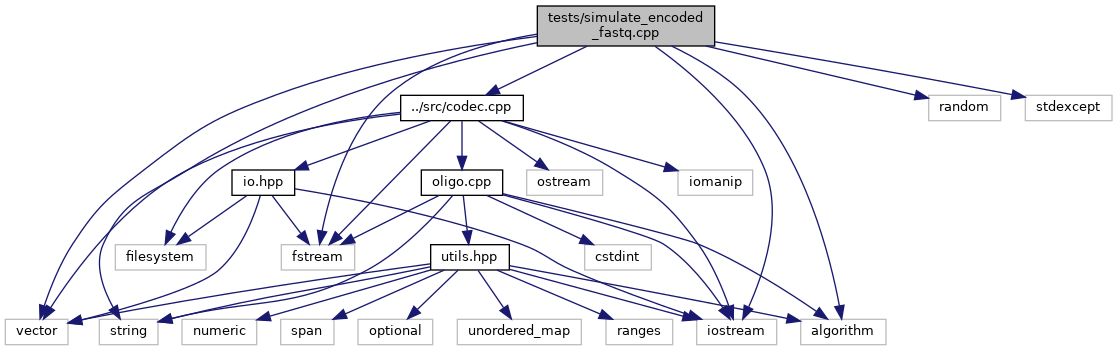 tests/simulate_encoded
_fastq.cpp
../src/codec.cpp
random
stdexcept
io.hpp
oligo.cpp
ostream
iomanip
filesystem
fstream
utils.hpp
cstdint
vector
string
numeric
span
optional
unordered_map
ranges
iostream
algorithm